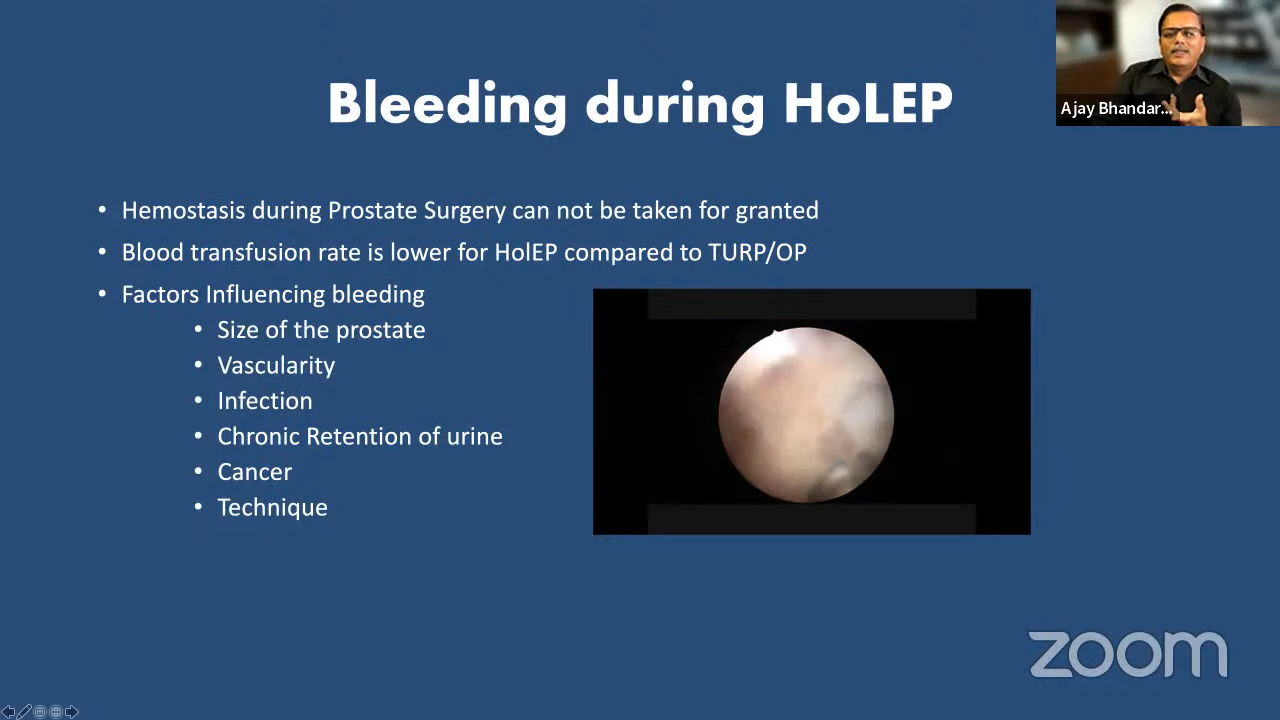 Bleeding during HoLEP
Ajay Bhandar...
• Hemostasis during Prostate Surgery can not be taken for granted
• Blood transfusion rate is lower for HolEP compared to TURP/OP
• Factors Influencing bleeding
• Size of the prostate
• Vascularity
• Infection
• Chronic Retention of urine
• Cancer
• Technique
zoom